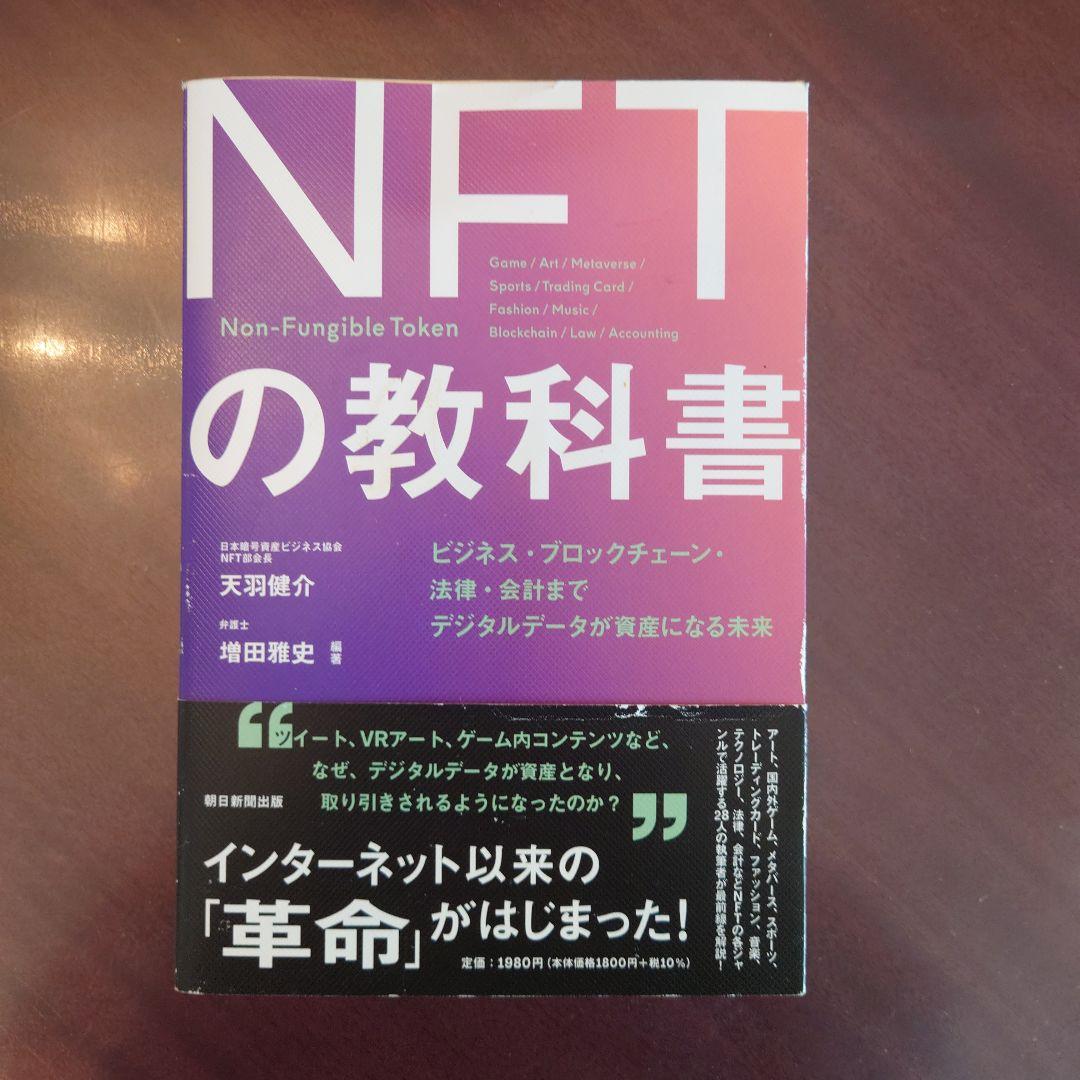 NFT
Game / Art / Metaverse /
Sports / Trading Card /
Fashion / Music /
Blockchain / Law / Accounting
Non-Fungible Token
の教科書
日本暗号資産ビジネス協会
NFT部会長
天羽健介
弁護士
増田雅史 編著
ビジネス・ブロックチェーン・
法律・会計まで
デジタルデータが資産になる未来
“ツイート、VRアート、ゲーム内コンテンツなど、
なぜ、デジタルデータが資産となり、
取り引きされるようになったのか？”
朝日新聞出版
インターネット以来の
「革命」がはじまった！
定価：1980円（本体価格1800円＋税10％）
アート、国内外ゲーム、メタバース、スポーツ、
トレーディングカード、ファッション、音楽、
テクノロジー、法律、会計などNFTの各ジャ
ンルで活躍する28人の執筆者が最前線を解説！